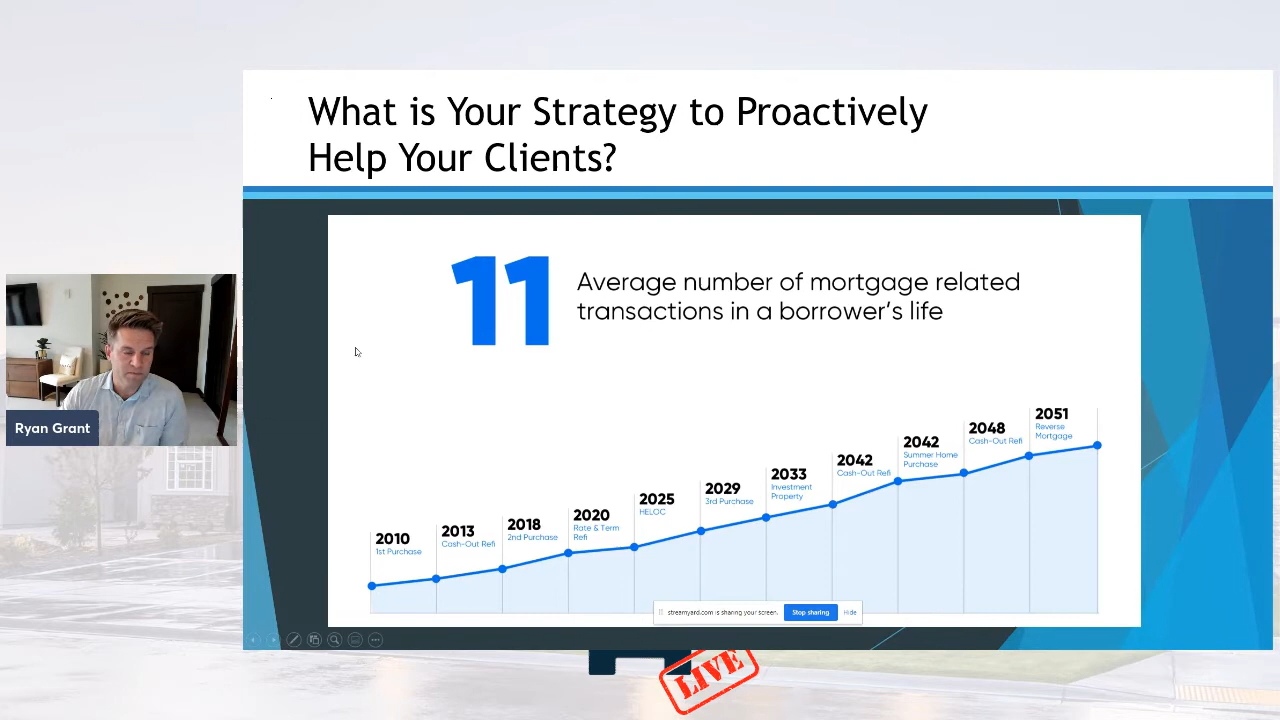 What is Your Strategy to Proactively
Help Your Clients?
11
Average number of mortgage related
transactions in a borrower's life
2010
1st Purchase
2013
Cash-Out Refi
2018
2nd Purchase
2020
Rate & Term
Refi
2025
HELOC
2029
3rd Purchase
2033
Investment
Property
2042
Cash-Out Refi
2042
Summer Home
Purchase
2048
Cash-Out Refi
2051
Reverse
Mortgage
Ryan Grant
streamyard.com is sharing your screen.
Stop sharing
Hide
LIVE